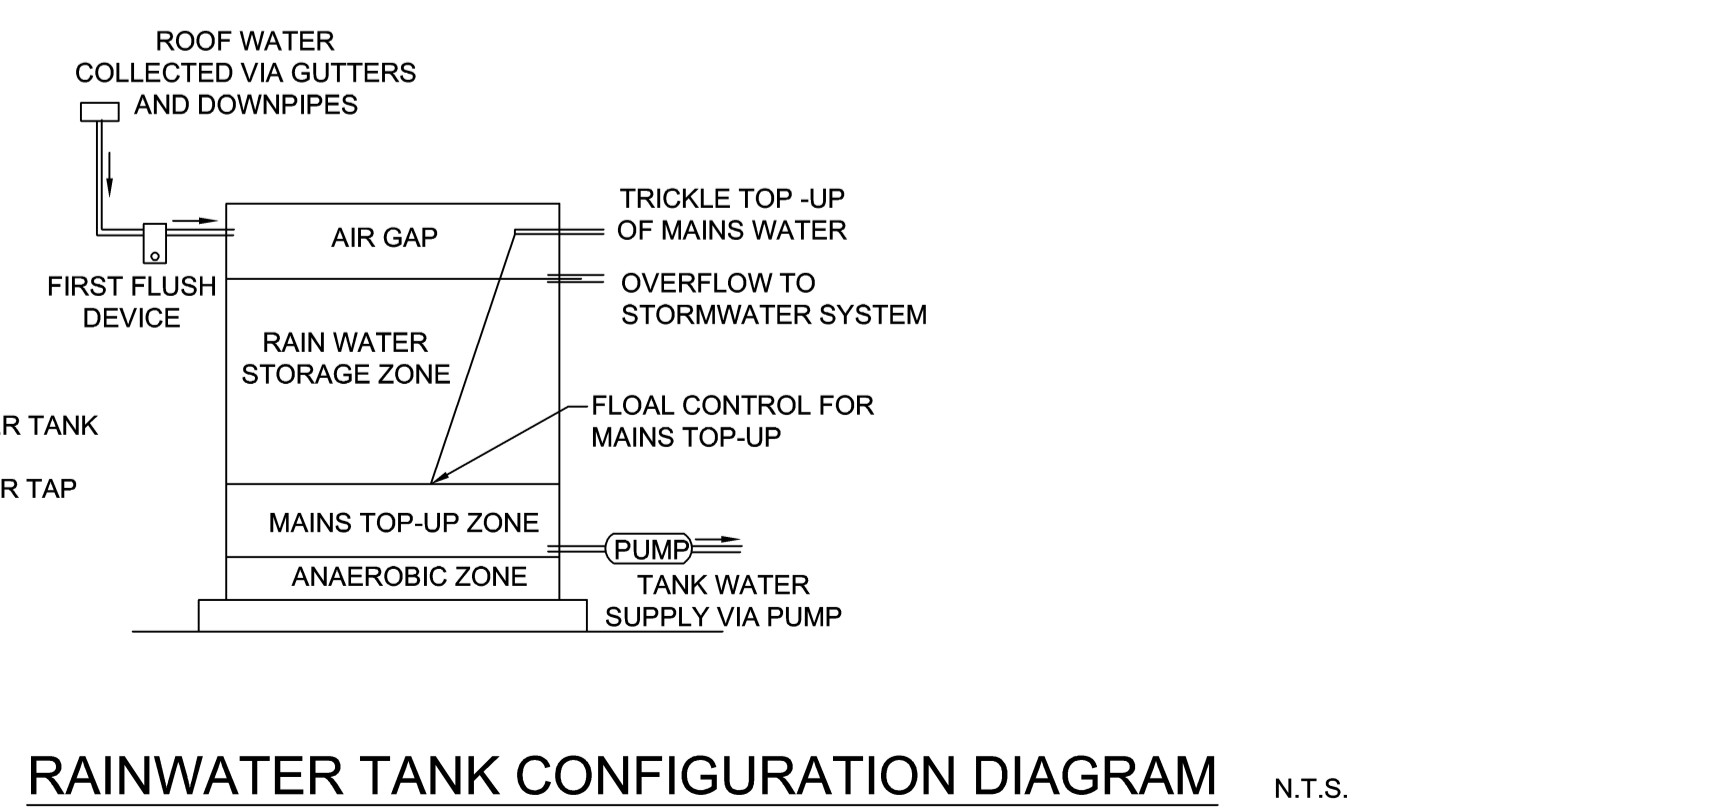 ROOF WATER
COLLECTED VIA GUTTERS
AND DOWNPIPES
TRICKLE TOP -UP
OF MAINS WATER
AIR GAP
FIRST FLUSH
DEVICE
OVERFLOW TO
STORMWATER SYSTEM
RAIN WATER
STORAGE ZONE
FLOAL CONTROL FOR
MAINS TOP-UP
R TANK
R TAP
MAINS TOP-UP ZONE
PUMP
ANAEROBIC ZONE
TANK WATER
SUPPLY VIA PUMP
RAINWATER TANK CONFIGURATION DIAGRAM
N.T.S.